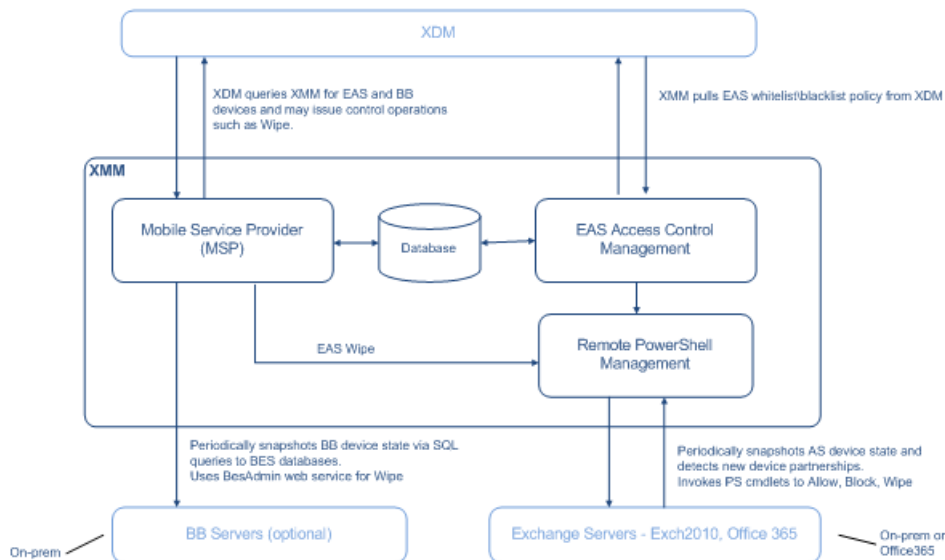 XDM
XDM queries XMM for EAS and BB
devices and may issue control operations
such as Wipe.
XMM pulls EAS whitelist\blacklist policy from XDM
XMM
Mobile Service Provider
(MSP)
Database
EAS Access Control
Management
EAS Wipe
Remote PowerShell
Management
Periodically snapshots BB device state via SQL
queries to BES databases.
Uses BesAdmin web service for Wipe
Periodically snapshots AS device state and
detects new device partnerships.
Invokes PS cmdlets to Allow, Block, Wipe
BB Servers (optional)
Exchange Servers - Exch2010, Office 365
On-prem
On-prem or
Office365